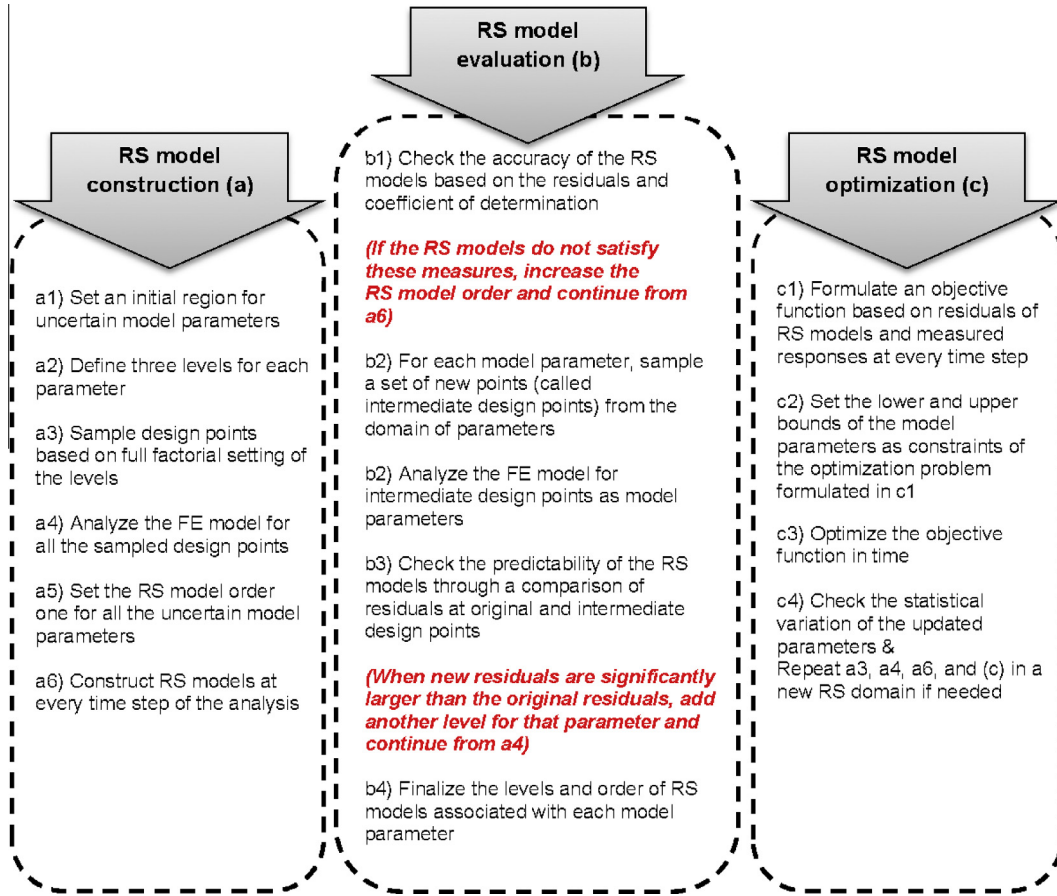 RS model
construction (a)
a1) Set an initial region for
uncertain model parameters
a2) Define three levels for each
parameter
a3) Sample design points
based on full factorial setting of
the levels
a4) Analyze the FE model for
all the sampled design points
a5) Set the RS model order
one for all the uncertain model
parameters
a6) Construct RS models at
every time step of the analysis
RS model
evaluation (b)
b1) Check the accuracy of the RS
models based on the residuals and
coefficient of determination
(If the RS models do not satisfy
these measures, increase the
RS model order and continue from
a6)
b2) For each model parameter, sample
a set of new points (called
intermediate design points) from the
domain of parameters
b2) Analyze the FE model for
intermediate design points as model
parameters
b3) Check the predictability of the RS
models through a comparison of
residuals at original and intermediate
design points
(When new residuals are significantly
larger than the original residuals, add
another level for that parameter and
continue from a4)
b4) Finalize the levels and order of RS
models associated with each model
parameter
RS model
optimization (c)
c1) Formulate an objective
function based on residuals of
RS models and measured
responses at every time step
c2) Set the lower and upper
bounds of the model
parameters as constraints of
the optimization problem
formulated in c1
c3) Optimize the objective
function in time
c4) Check the statistical
variation of the updated
parameters &
Repeat a3, a4, a6, and (c) in a
new RS domain if needed